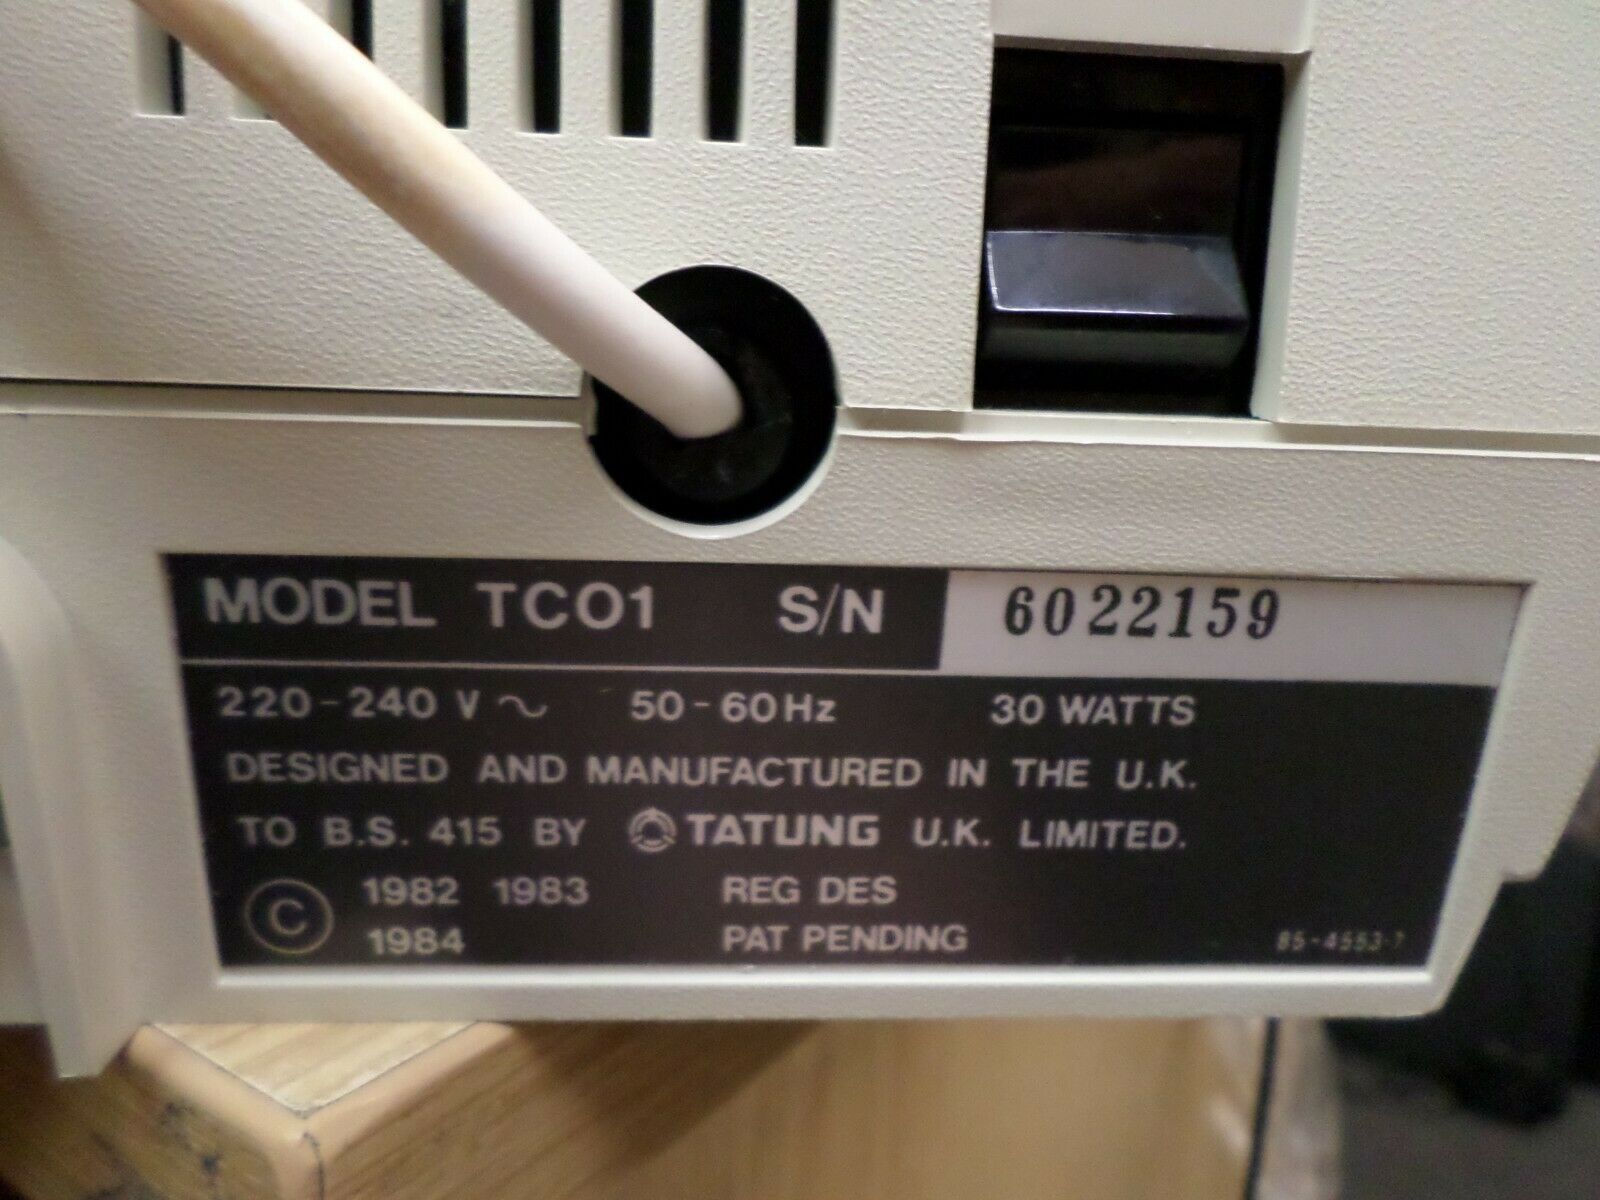 MODEL TCO1 S/N 6022159
220-240 V ~ 50-60Hz 30 WATTS
DESIGNED AND MANUFACTURED IN THE U.K.
TO B.S. 415 BY TATUNG U.K. LIMITED.
© 1982 1983 REG DES
1984 PAT PENDING